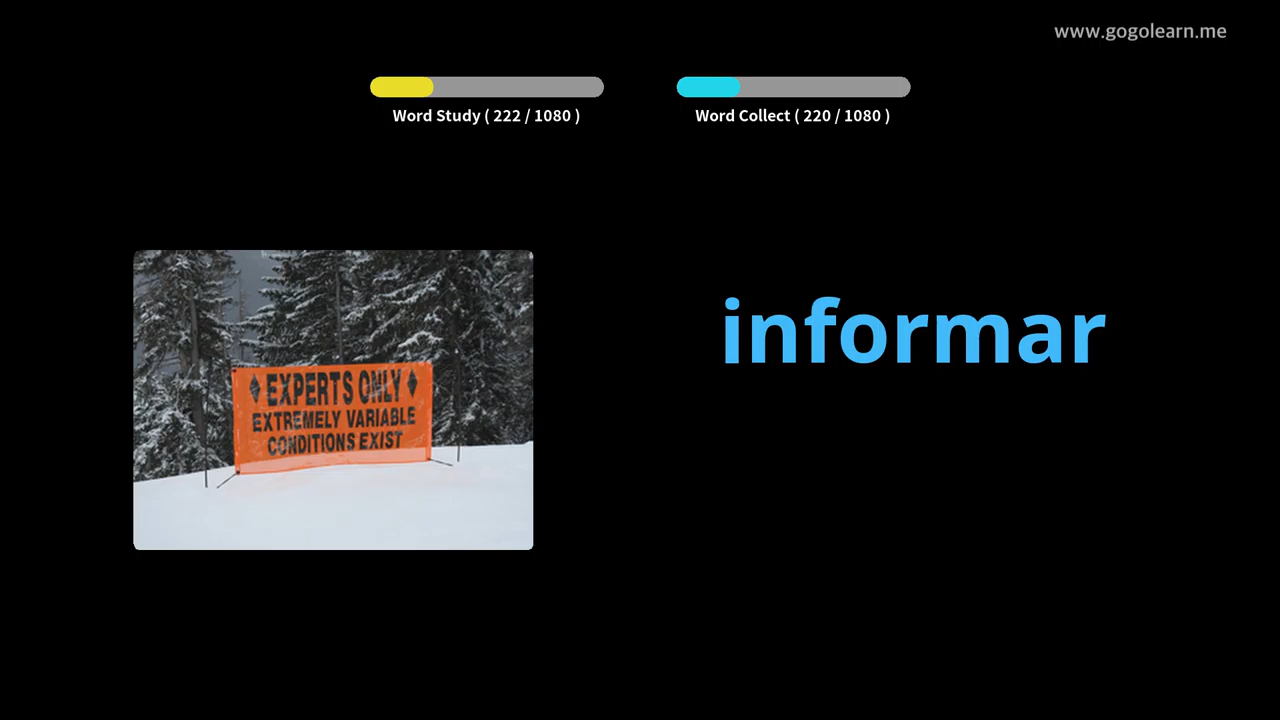 www.gogolearn.me
Word Study ( 222 / 1080 )
Word Collect ( 220 / 1080 )
informar
EXPERTS ONLY
EXTREMELY VARIABLE
CONDITIONS EXIST